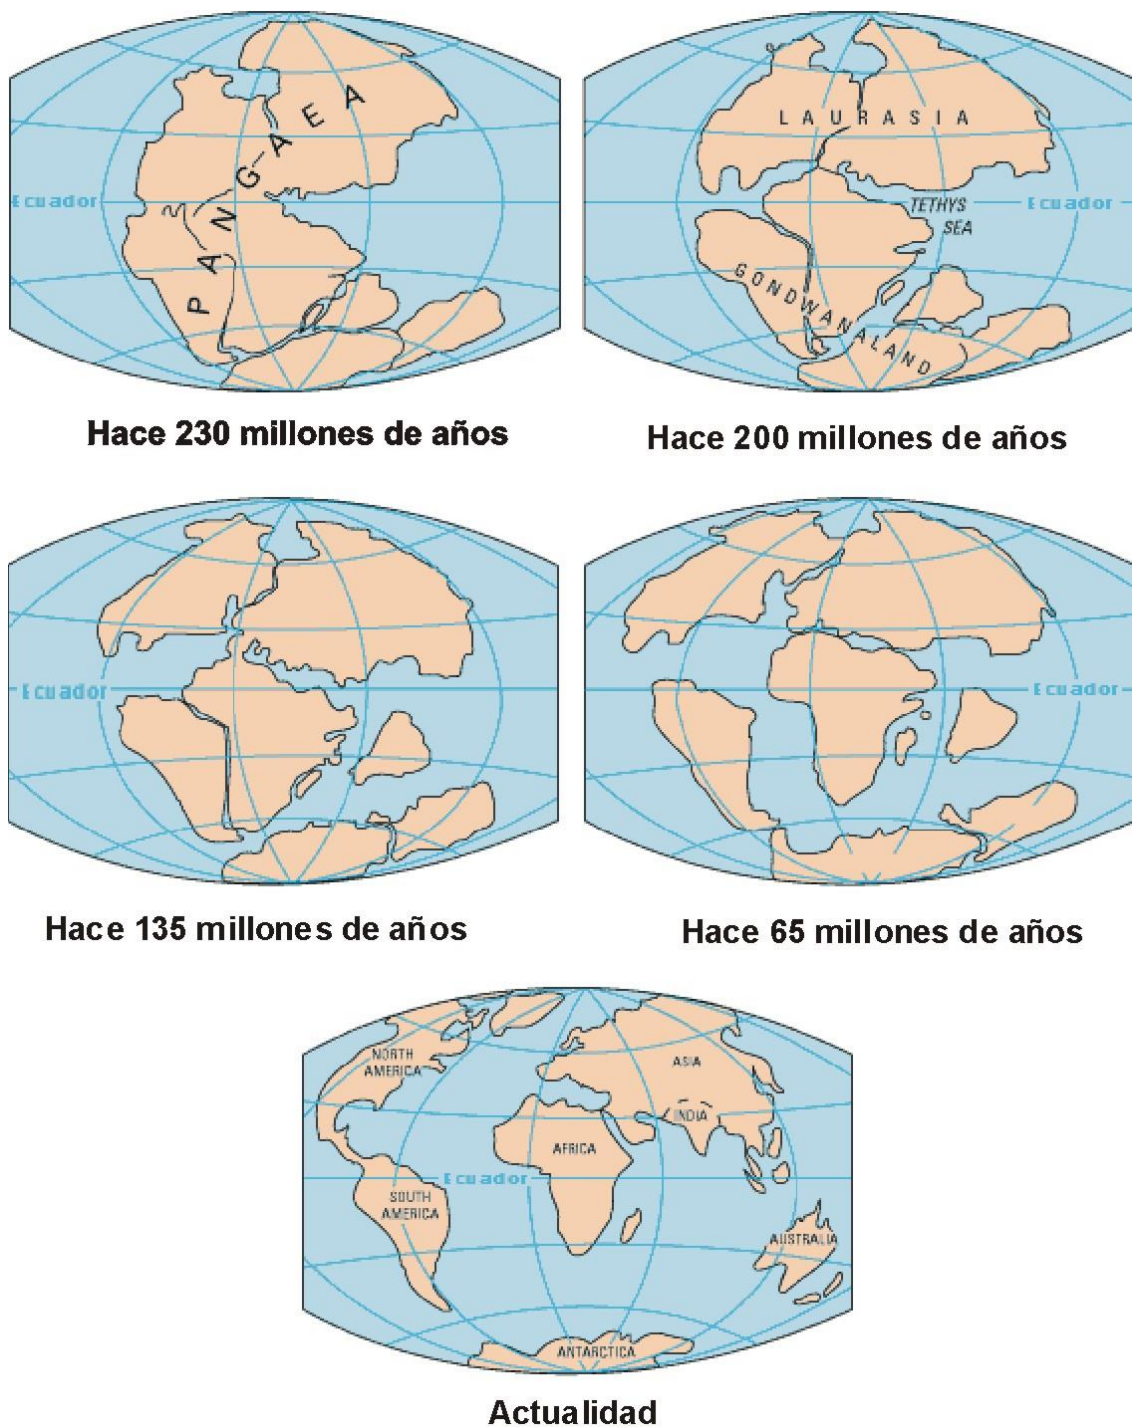 PANGAEA
Ecuador
Hace 230 millones de años
LAURASIA
TETHYS
SEA
Ecuador
GONDWANALAND
Hace 200 millones de años
Ecuador
Hace 135 millones de años
Ecuador
Hace 65 millones de años
NORTH
AMERICA
ASIA
INDIA
AFRICA
Ecuador
SOUTH
AMERICA
AUSTRALIA
ANTARCTICA
Actualidad